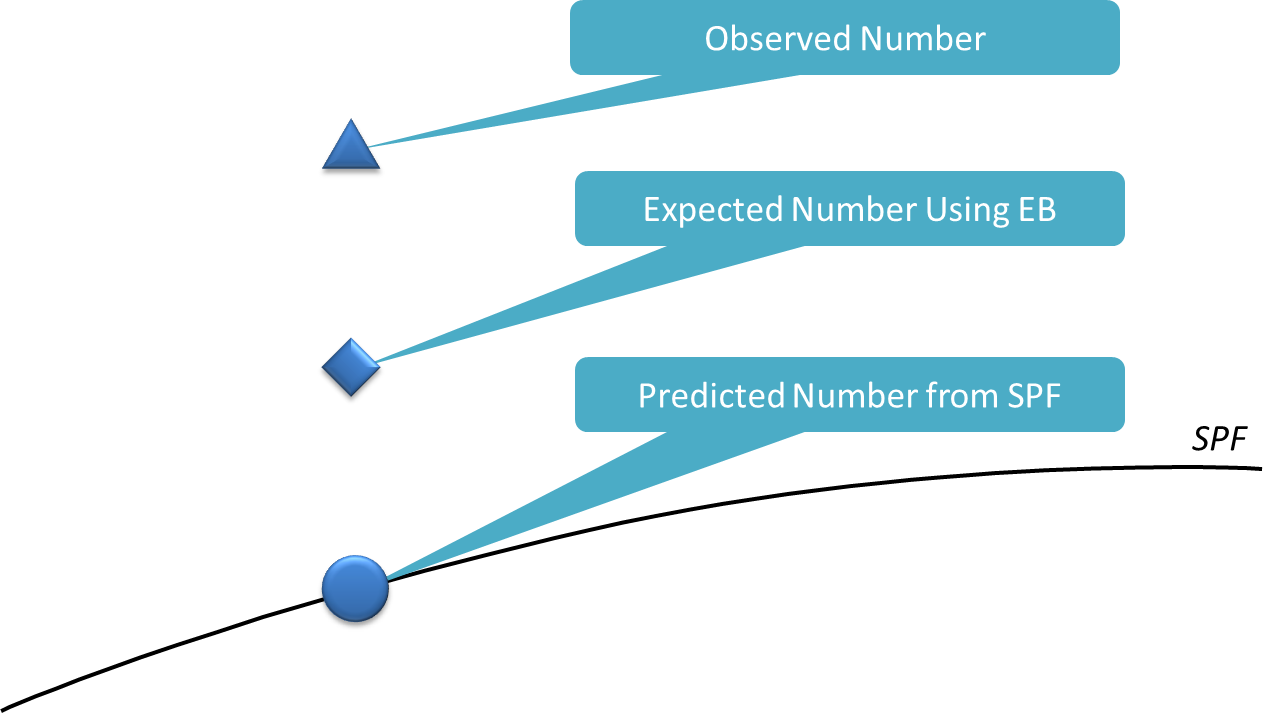 Observed Number
Expected Number Using EB
Predicted Number from SPF
SPF